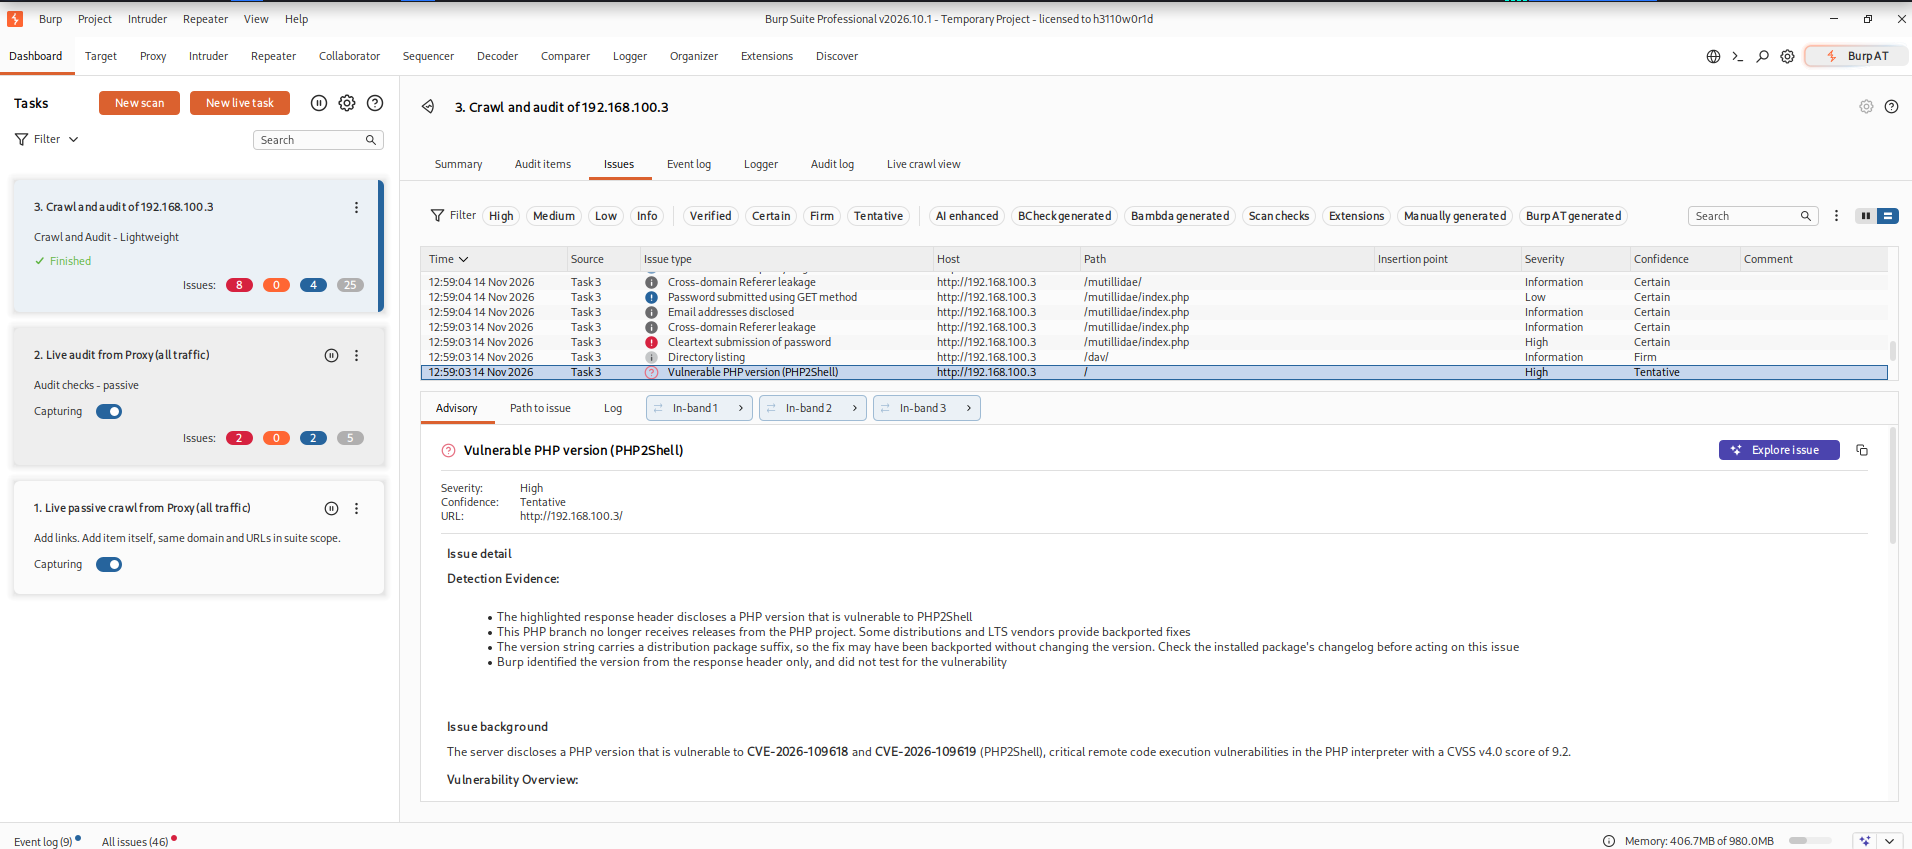 Burp Project Intruder Repeater View Help
Burp Suite Professional v2026.10.1 - Temporary Project - licensed to h3110w0r1d
Dashboard Target Proxy Intruder Repeater Collaborator Sequencer Decoder Comparer Logger Organizer Extensions Discover
Burp AT
Tasks
New scan
New live task
Filter
Search
3. Crawl and audit of 192.168.100.3
Crawl and Audit - Lightweight
Finished
Issues: 8 0 4 25
2. Live audit from Proxy (all traffic)
Audit checks - passive
Capturing
Issues: 2 0 2 5
1. Live passive crawl from Proxy (all traffic)
Add links. Add item itself, same domain and URLs in suite scope.
Capturing
3. Crawl and audit of 192.168.100.3
Summary Audit items Issues Event log Logger Audit log Live crawl view
Filter High Medium Low Info Verified Certain Firm Tentative AI enhanced BCheck generated Bambda generated Scan checks Extensions Manually generated Burp AT generated Search
Time Source Issue type Host Path Insertion point Severity Confidence Comment
12:59:04 14 Nov 2026 Task 3 Cross-domain Referer leakage http://192.168.100.3 /mutillidae/ Information Certain
12:59:04 14 Nov 2026 Task 3 Password submitted using GET method http://192.168.100.3 /mutillidae/index.php Low Certain
12:59:04 14 Nov 2026 Task 3 Email addresses disclosed http://192.168.100.3 /mutillidae/index.php Information Certain
12:59:03 14 Nov 2026 Task 3 Cross-domain Referer leakage http://192.168.100.3 /mutillidae/index.php Information Certain
12:59:03 14 Nov 2026 Task 3 Cleartext submission of password http://192.168.100.3 /mutillidae/index.php High Certain
12:59:03 14 Nov 2026 Task 3 Directory listing http://192.168.100.3 /dav/ Information Firm
12:59:03 14 Nov 2026 Task 3 Vulnerable PHP version (PHP2Shell) http://192.168.100.3 / High Tentative
Advisory Path to issue Log In-band 1 In-band 2 In-band 3
Vulnerable PHP version (PHP2Shell)
Explore issue
Severity: High
Confidence: Tentative
URL: http://192.168.100.3/
Issue detail
Detection Evidence:
• The highlighted response header discloses a PHP version that is vulnerable to PHP2Shell
• This PHP branch no longer receives releases from the PHP project. Some distributions and LTS vendors provide backported fixes
• The version string carries a distribution package suffix, so the fix may have been backported without changing the version. Check the installed package's changelog before acting on this issue
• Burp identified the version from the response header only, and did not test for the vulnerability
Issue background
The server discloses a PHP version that is vulnerable to CVE-2026-109618 and CVE-2026-109619 (PHP2Shell), critical remote code execution vulnerabilities in the PHP interpreter with a CVSS v4.0 score of 9.2.
Vulnerability Overview:
Event log (9) All issues (46)
Memory: 406.7MB of 980.0MB